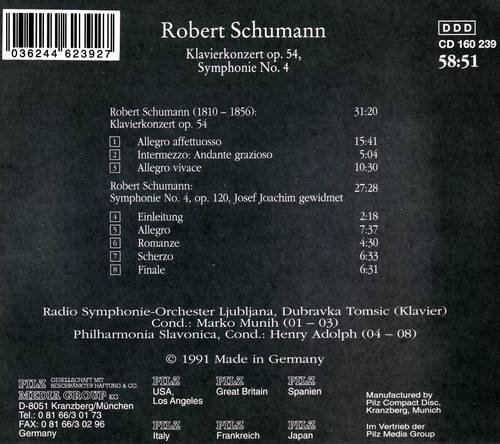 Robert Schumann
Klavierkonzert op. 54,
Symphonie No. 4
036244 623927
DDD
CD 160 239
58:51
Robert Schumann (1810 – 1856): 31:20
Klavierkonzert op. 54
1 Allegro affettuosso 15:41
2 Intermezzo: Andante grazioso 5:04
3 Allegro vivace 10:30
Robert Schumann: 27:28
Symphonie No. 4, op. 120, Josef Joachim gewidmet
4 Einleitung 2:18
5 Allegro 7:37
6 Romanze 4:30
7 Scherzo 6:33
8 Finale 6:31
Radio Symphonie-Orchester Ljubljana, Dubravka Tomsic (Klavier)
Cond.: Marko Munih (01 – 03)
Philharmonia Slavonica, Cond.: Henry Adolph (04 – 08)
© 1991 Made in Germany
PILZ GESELLSCHAFT MIT
BESCHRÄNKTER HAFTUNG & CO.
MEDIA GROUP KG
D-8051 Kranzberg/München
Tel.: 0 81 66/3 01 73
Fax: 0 81 66/3 02 96
Germany
PILZ
USA,
Los Angeles
PILZ
Great Britain
PILZ
Spanien
PILZ
Italy
PILZ
Frankreich
PILZ
Japan
Manufactured by
Pilz Compact Disc,
Kranzberg, Munich
Im Vertrieb der
Pilz Media Group